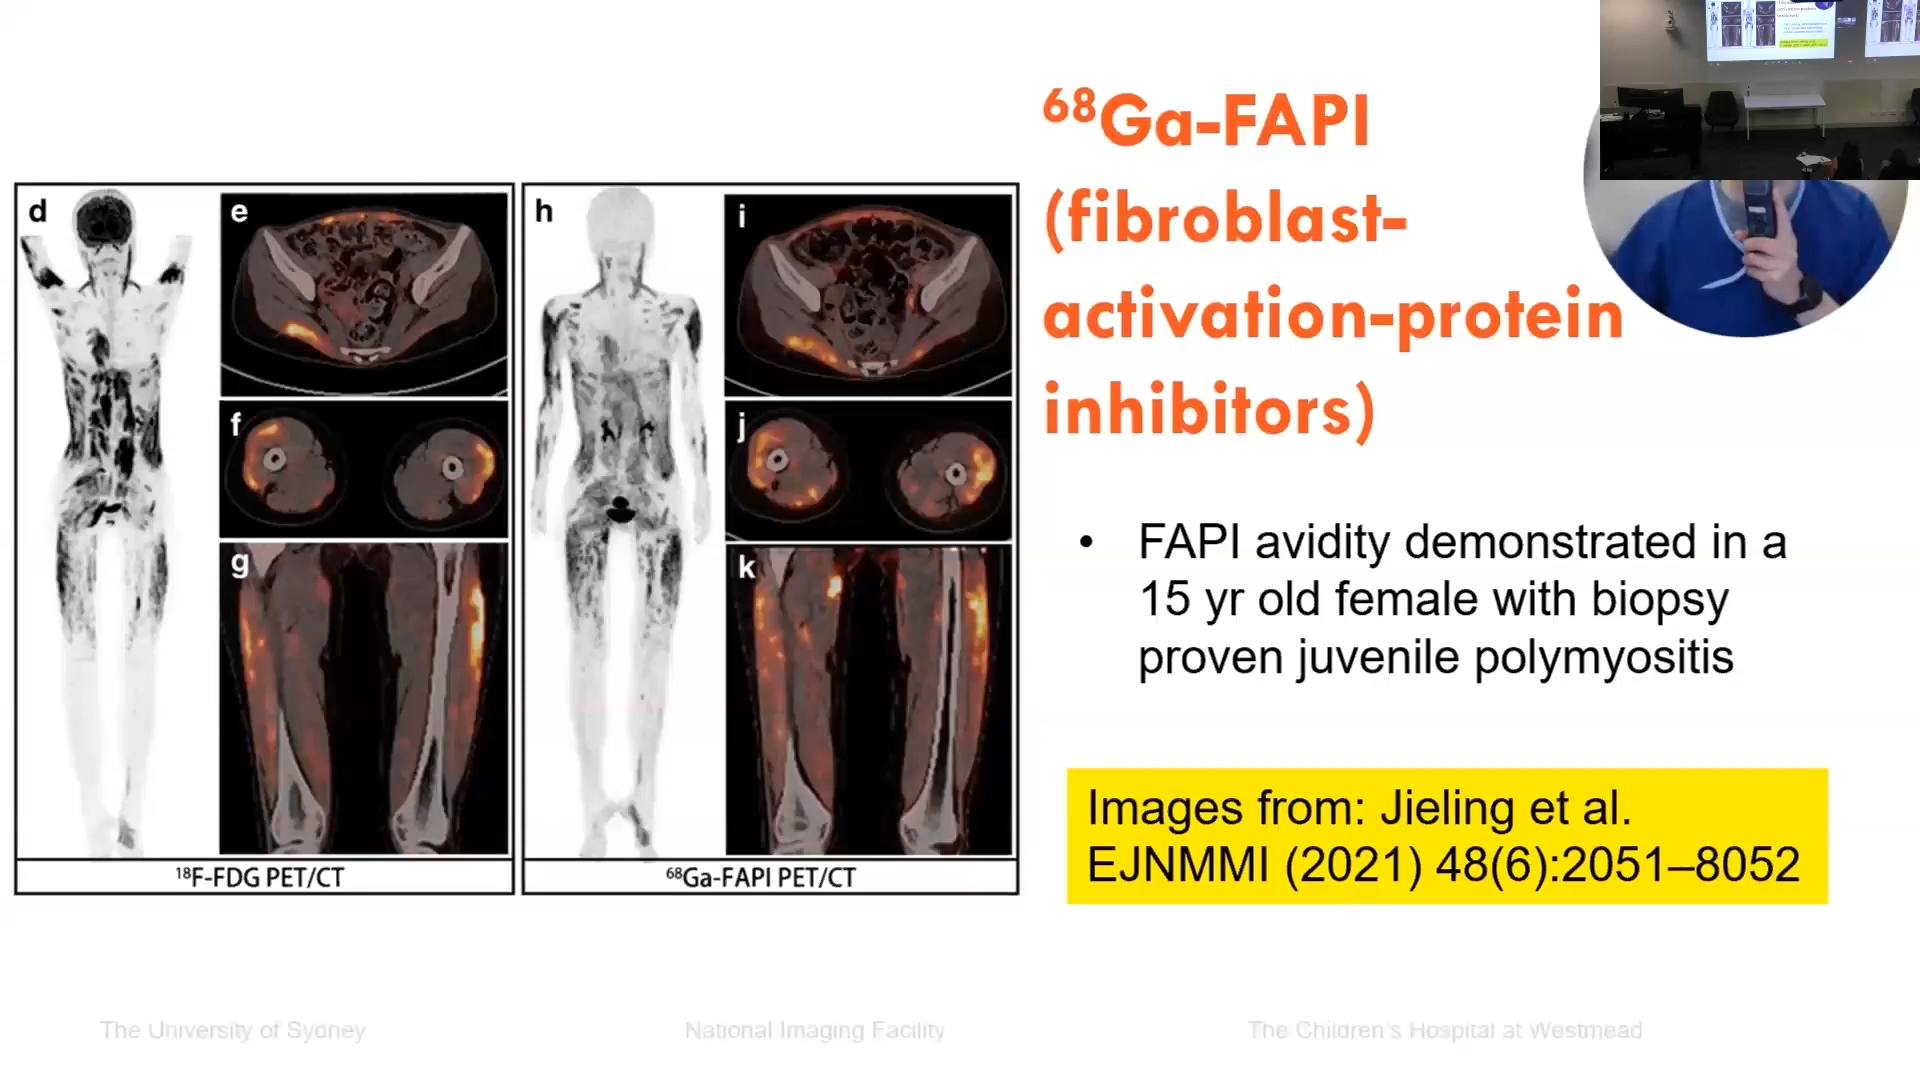 ⁶⁸Ga-FAPI
(fibroblast-
activation-protein
inhibitors)
d
e
f
g
¹⁸F-FDG PET/CT
h
i
j
k
⁶⁸Ga-FAPI PET/CT
• FAPI avidity demonstrated in a
15 yr old female with biopsy
proven juvenile polymyositis
Images from: Jieling et al.
EJNMMI (2021) 48(6):2051–8052
The University of Sydney
National Imaging Facility
The Children's Hospital at Westmead